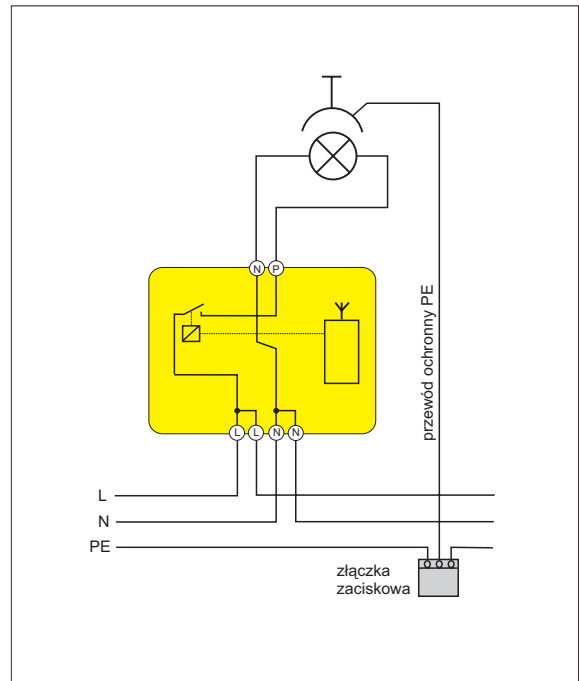 N P
przewód ochronny PE
L L N N
L
N
PE
złączka
zaciskowa